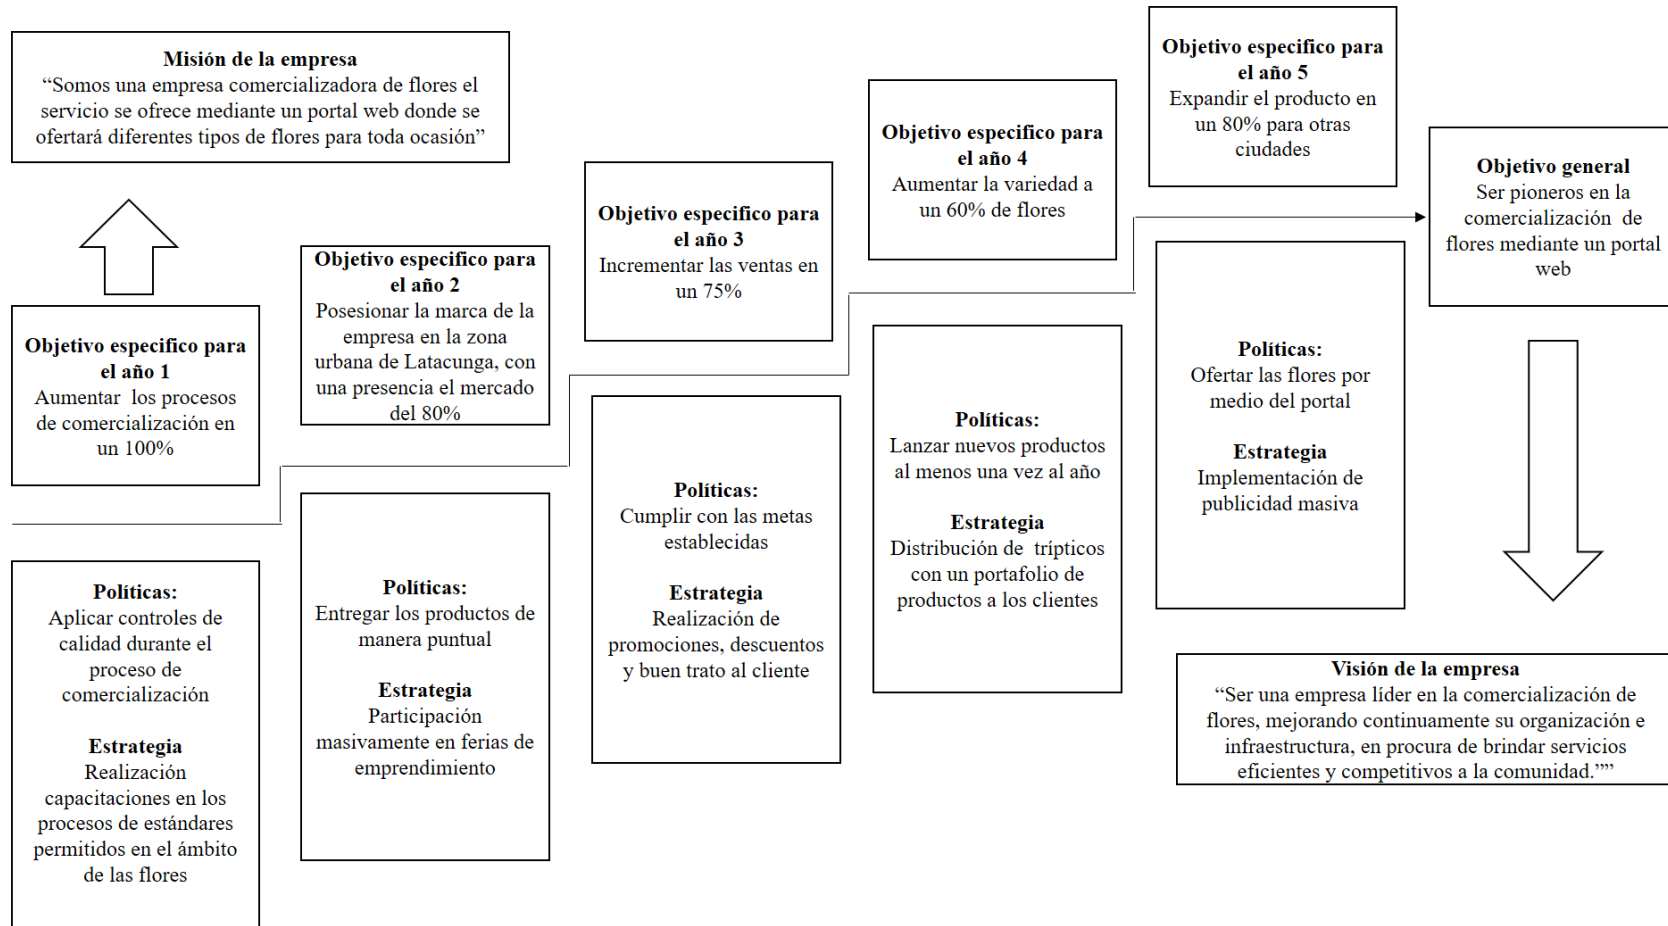 Misión de la empresa
“Somos una empresa comercializadora de flores el
servicio se ofrece mediante un portal web donde se
ofertará diferentes tipos de flores para toda ocasión”
Objetivo especifico para
el año 1
Aumentar los procesos
de comercialización en
un 100%
Políticas:
Aplicar controles de
calidad durante el
proceso de
comercialización
Estrategia
Realización
capacitaciones en los
procesos de estándares
permitidos en el ámbito
de las flores
Objetivo especifico para
el año 2
Posesionar la marca de la
empresa en la zona
urbana de Latacunga, con
una presencia el mercado
del 80%
Políticas:
Entregar los productos de
manera puntual
Estrategia
Participación
masivamente en ferias de
emprendimiento
Objetivo especifico para
el año 3
Incrementar las ventas en
un 75%
Políticas:
Cumplir con las metas
establecidas
Estrategia
Realización de
promociones, descuentos
y buen trato al cliente
Objetivo especifico para
el año 4
Aumentar la variedad a
un 60% de flores
Políticas:
Lanzar nuevos productos
al menos una vez al año
Estrategia
Distribución de trípticos
con un portafolio de
productos a los clientes
Objetivo especifico para
el año 5
Expandir el producto en
un 80% para otras
ciudades
Políticas:
Ofertar las flores por
medio del portal
Estrategia
Implementación de
publicidad masiva
Objetivo general
Ser pioneros en la
comercialización de
flores mediante un portal
web
Visión de la empresa
“Ser una empresa líder en la comercialización de
flores, mejorando continuamente su organización e
infraestructura, en procura de brindar servicios
eficientes y competitivos a la comunidad.””